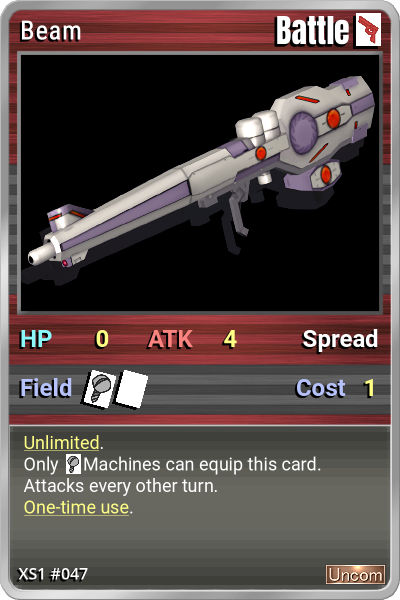 Beam Battle
HP 0 ATK 4 Spread
Field Cost 1
Unlimited.
Only Machines can equip this card.
Attacks every other turn.
One-time use.
XS1 #047 Uncom